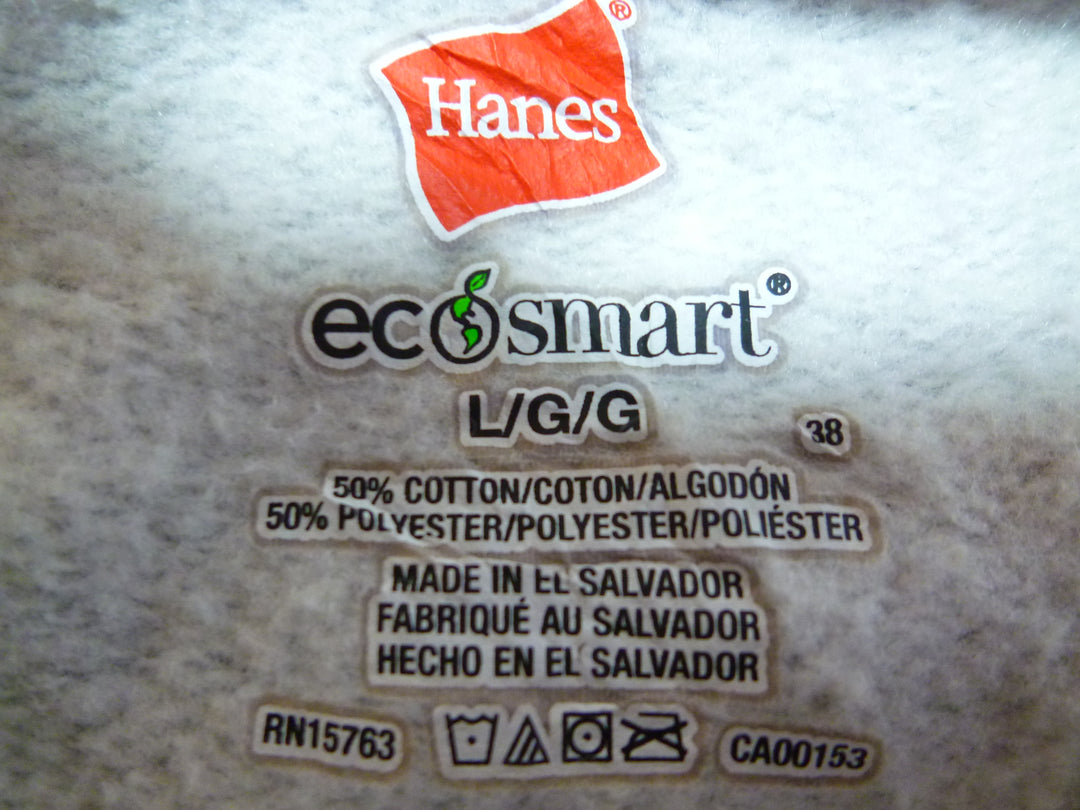 Hanes®
ecosmart®
L/G/G
38
50% COTTON/COTON/ALGODÓN
50% POLYESTER/POLYESTER/POLIÉSTER
MADE IN EL SALVADOR
FABRIQUÉ AU SALVADOR
HECHO EN EL SALVADOR
RN15763 CA00153